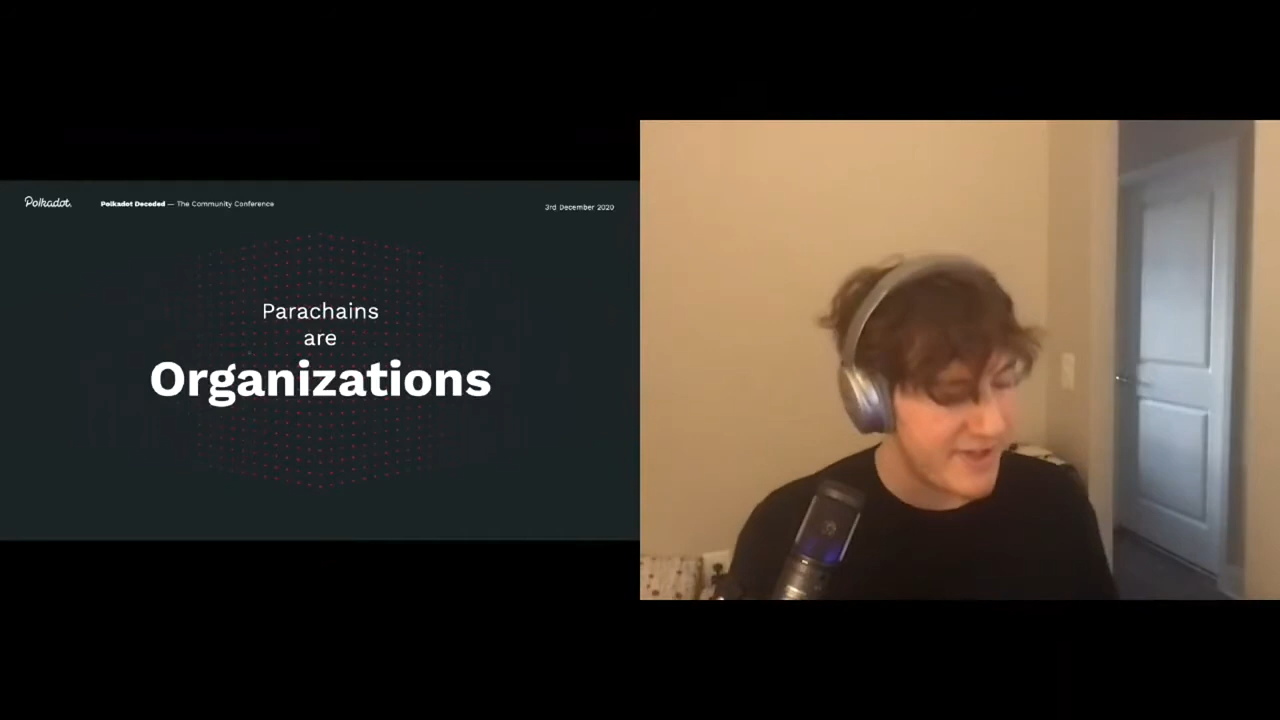 Polkadot.
Polkadot Decoded — The Community Conference
3rd December 2020
Parachains
are
Organizations